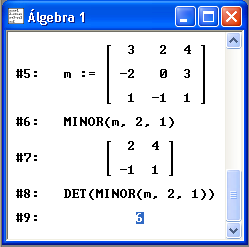 Álgebra 1
3 2 4
#5: m := -2 0 3
1 -1 1
#6: MINOR(m, 2, 1)
2 4
#7:
-1 1
#8: DET(MINOR(m, 2, 1))
#9: 6